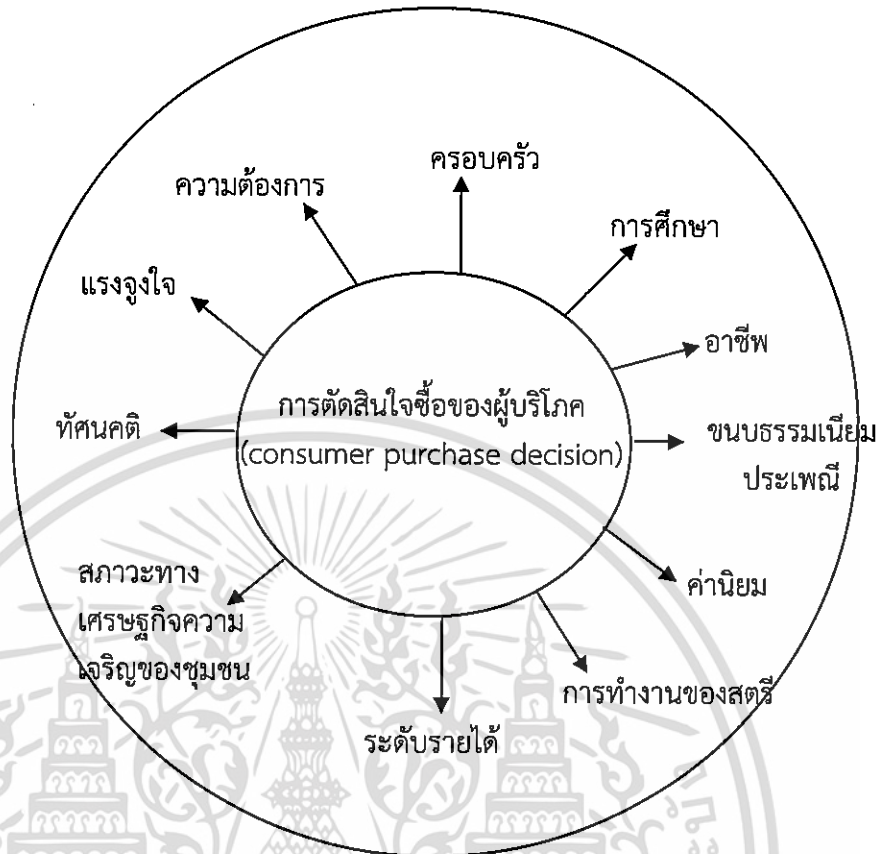 ครอบครัว
ความต้องการ
การศึกษา
แรงจูงใจ
อาชีพ
การตัดสินใจซื้อของผู้บริโภค
(consumer purchase decision)
ทัศนคติ
ขนบธรรมเนียม
ประเพณี
สภาวะทาง
เศรษฐกิจความ
เจริญของชุมชน
ค่านิยม
การทำงานของสตรี
ระดับรายได้